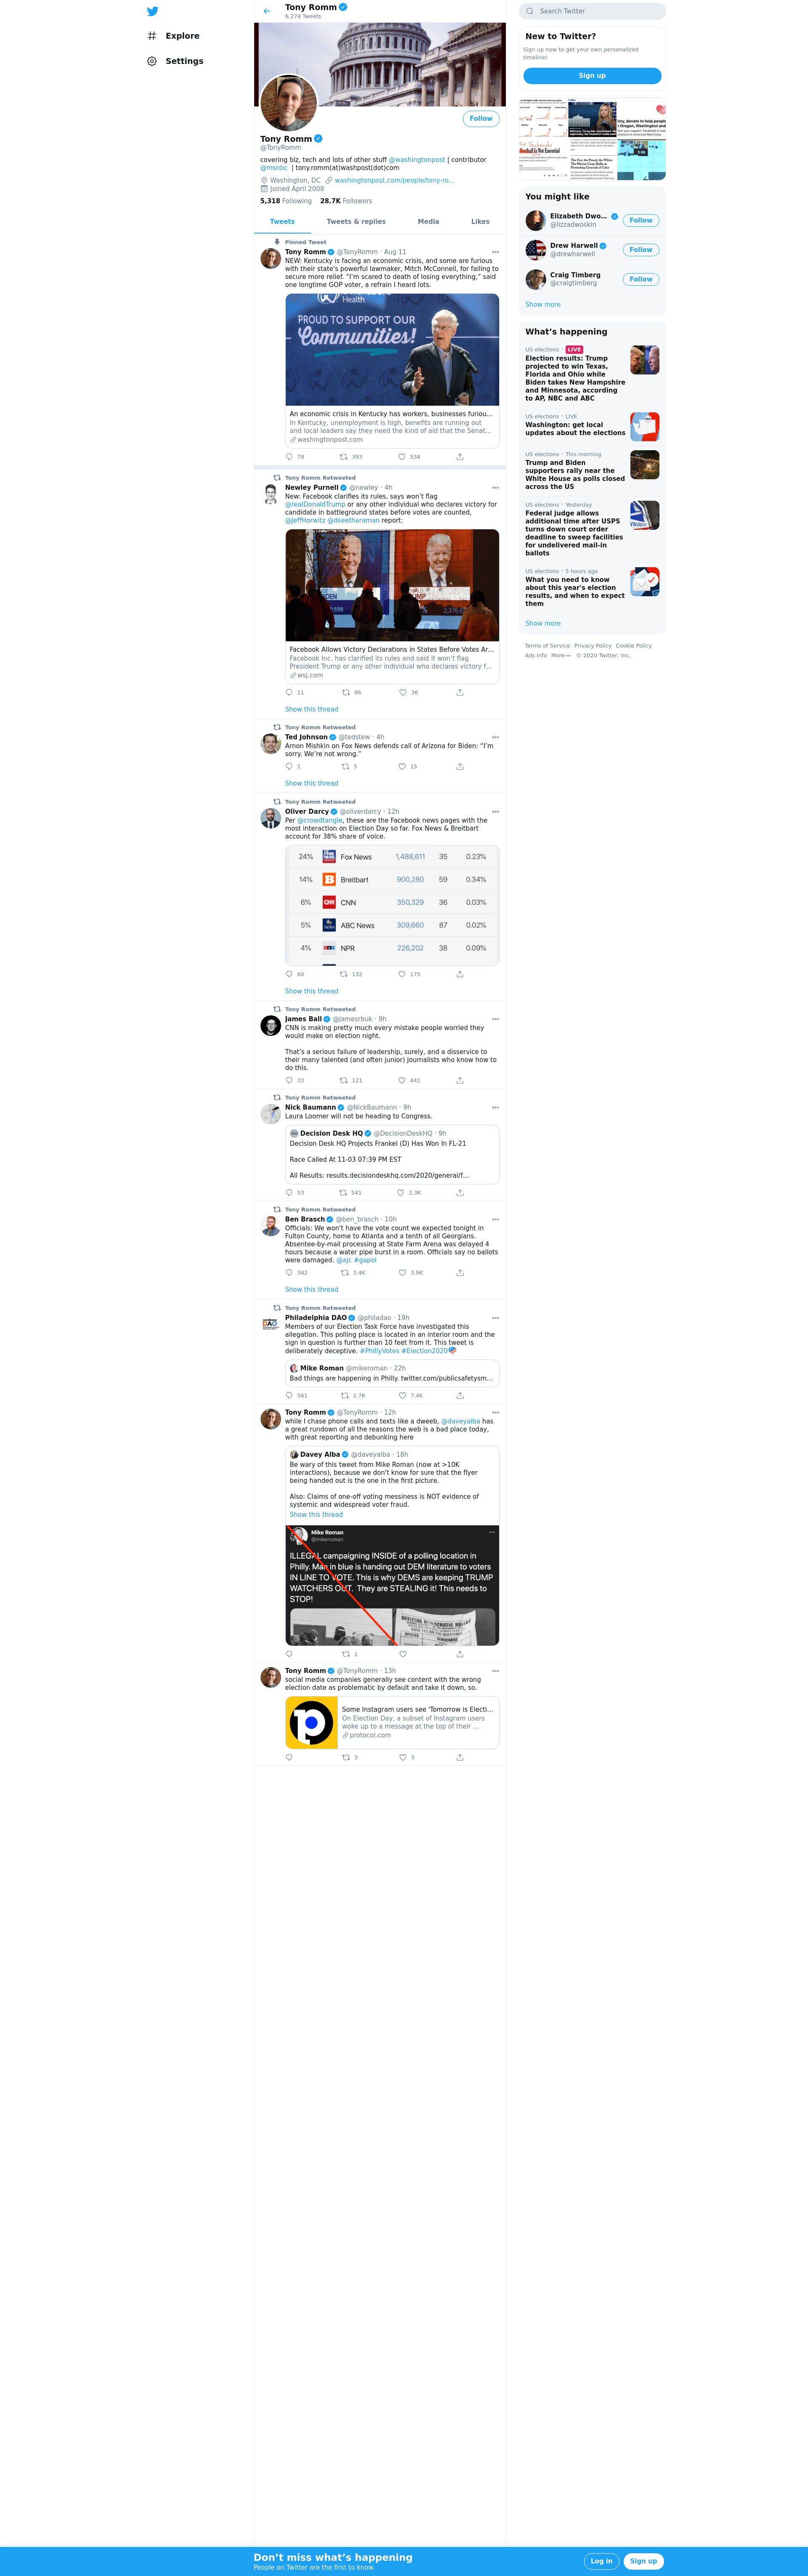 Explore
Settings
Tony Romm
6,274 Tweets
Follow
Tony Romm
@TonyRomm
covering biz, tech and lots of other stuff @washingtonpost | contributor
@msnbc | tony.romm(at)washpost(dot)com
Washington, DC washingtonpost.com/people/tony-ro…
Joined April 2008
5,318 Following 28.7K Followers
Tweets Tweets & replies Media Likes
Pinned Tweet
Tony Romm @TonyRomm · Aug 11
NEW: Kentucky is facing an economic crisis, and some are furious
with their state's powerful lawmaker, Mitch McConnell, for failing to
secure more relief. “I’m scared to death of losing everything,” said
one longtime GOP voter, a refrain I heard lots.
Health
PROUD TO SUPPORT OUR
Communities!
An economic crisis in Kentucky has workers, businesses furiou…
In Kentucky, unemployment is high, benefits are running out
and local leaders say they need the kind of aid that the Senat…
washingtonpost.com
78 393 534
Tony Romm Retweeted
Newley Purnell @newley · 4h
New: Facebook clarifies its rules, says won’t flag
@realDonaldTrump or any other individual who declares victory for
candidate in battleground states before votes are counted,
@JeffHorwitz @dseetharaman report:
Facebook Allows Victory Declarations in States Before Votes Ar…
Facebook Inc. has clarified its rules and said it won’t flag
President Trump or any other individual who declares victory f…
wsj.com
11 86 36
Show this thread
Tony Romm Retweeted
Ted Johnson @tedstew · 4h
Arnon Mishkin on Fox News defends call of Arizona for Biden: “I’m
sorry. We’re not wrong.”
1 5 15
Show this thread
Tony Romm Retweeted
Oliver Darcy @oliverdarcy · 12h
Per @crowdtangle, these are the Facebook news pages with the
most interaction on Election Day so far. Fox News & Breitbart
account for 38% share of voice.
24% Fox News 1,488,611 35 0.23%
14% Breitbart 900,280 59 0.34%
6% CNN 350,329 36 0.03%
5% ABC News 309,660 87 0.02%
4% NPR 226,202 38 0.09%
60 132 175
Show this thread
Tony Romm Retweeted
James Ball @jamesrbuk · 9h
CNN is making pretty much every mistake people worried they
would make on election night.
That’s a serious failure of leadership, surely, and a disservice to
their many talented (and often junior) journalists who know how to
do this.
33 121 441
Tony Romm Retweeted
Nick Baumann @NickBaumann · 9h
Laura Loomer will not be heading to Congress.
Decision Desk HQ @DecisionDeskHQ · 9h
Decision Desk HQ Projects Frankel (D) Has Won In FL-21
Race Called At 11-03 07:39 PM EST
All Results: results.decisiondeskhq.com/2020/general/f…
53 541 2.3K
Tony Romm Retweeted
Ben Brasch @ben_brasch · 10h
Officials: We won't have the vote count we expected tonight in
Fulton County, home to Atlanta and a tenth of all Georgians.
Absentee-by-mail processing at State Farm Arena was delayed 4
hours because a water pipe burst in a room. Officials say no ballots
were damaged. @ajc #gapol
342 3.4K 3.9K
Show this thread
Tony Romm Retweeted
Philadelphia DAO @philadao · 19h
Members of our Election Task Force have investigated this
allegation. This polling place is located in an interior room and the
sign in question is further than 10 feet from it. This tweet is
deliberately deceptive. #PhillyVotes #Election2020
Mike Roman @mikeroman · 22h
Bad things are happening in Philly. twitter.com/publicsafetysm…
561 2.7K 7.4K
Tony Romm @TonyRomm · 12h
while I chase phone calls and texts like a dweeb, @daveyalba has
a great rundown of all the reasons the web is a bad place today,
with great reporting and debunking here
Davey Alba @daveyalba · 18h
Be wary of this tweet from Mike Roman (now at >10K
interactions), because we don't know for sure that the flyer
being handed out is the one in the first picture.
Also: Claims of one-off voting messiness is NOT evidence of
systemic and widespread voter fraud.
Show this thread
Mike Roman
@mikeroman
ILLEGAL campaigning INSIDE of a polling location in
Philly. Man in blue is handing out DEM literature to voters
IN LINE TO VOTE. This is why DEMS are keeping TRUMP
WATCHERS OUT. They are STEALING it! This needs to
STOP!
OFFICIAL DEMOCRATIC BALLOT
1
Tony Romm @TonyRomm · 13h
social media companies generally see content with the wrong
election date as problematic by default and take it down, so.
Some Instagram users see ‘Tomorrow is Electi…
On Election Day, a subset of Instagram users
woke up to a message at the top of their …
protocol.com
3 5
Search Twitter
New to Twitter?
Sign up now to get your own personalized
timeline!
Sign up
You might like
Elizabeth Dwo…
@lizzadwoskin
Follow
Drew Harwell
@drewharwell
Follow
Craig Timberg
@craigtimberg
Follow
Show more
What’s happening
US elections · LIVE
Election results: Trump
projected to win Texas,
Florida and Ohio while
Biden takes New Hampshire
and Minnesota, according
to AP, NBC and ABC
US elections · LIVE
Washington: get local
updates about the elections
US elections · This morning
Trump and Biden
supporters rally near the
White House as polls closed
across the US
US elections · Yesterday
Federal judge allows
additional time after USPS
turns down court order
deadline to sweep facilities
for undelivered mail-in
ballots
US elections · 5 hours ago
What you need to know
about this year’s election
results, and when to expect
them
Show more
Terms of Service Privacy Policy Cookie Policy
Ads info More © 2020 Twitter, Inc.
Don’t miss what’s happening
People on Twitter are the first to know.
Log in Sign up